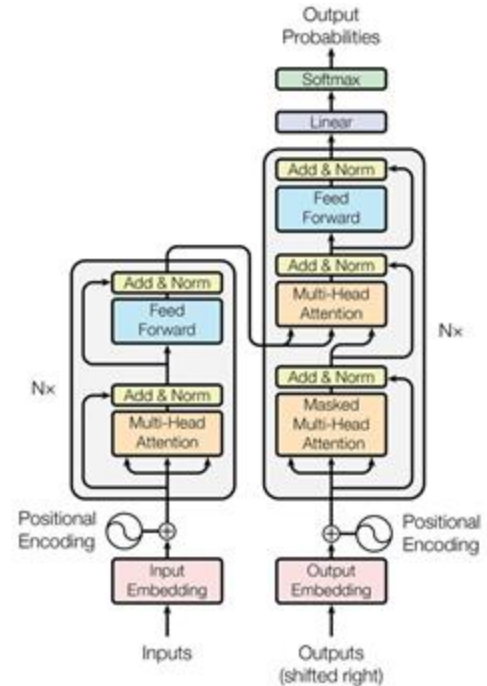 Output
Probabilities
Softmax
Linear
Add & Norm
Feed
Forward
Add & Norm
Multi-Head
Attention
Add & Norm
Masked
Multi-Head
Attention
Nx
Add & Norm
Feed
Forward
Add & Norm
Multi-Head
Attention
Nx
Positional
Encoding
Positional
Encoding
Input
Embedding
Output
Embedding
Inputs
Outputs
(shifted right)